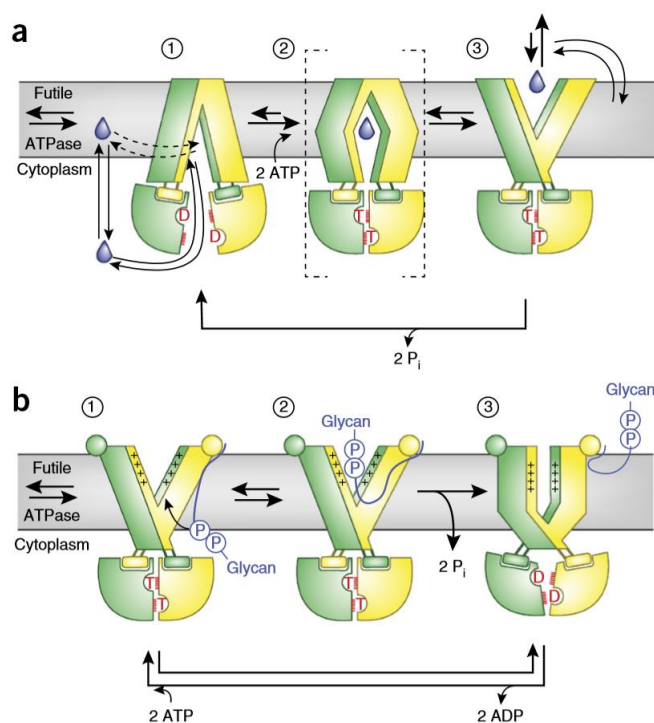 a
① ② ③
Futile
ATPase
Cytoplasm
2 ATP
D D
T T
T T
2 Pi
b
① ② ③
Glycan
P
P
Glycan
P
P
Futile
ATPase
Cytoplasm
++++ ++++
++++ ++++
++++ ++++
P P
Glycan
2 Pi
T T
T T
D D
2 ATP
2 ADP